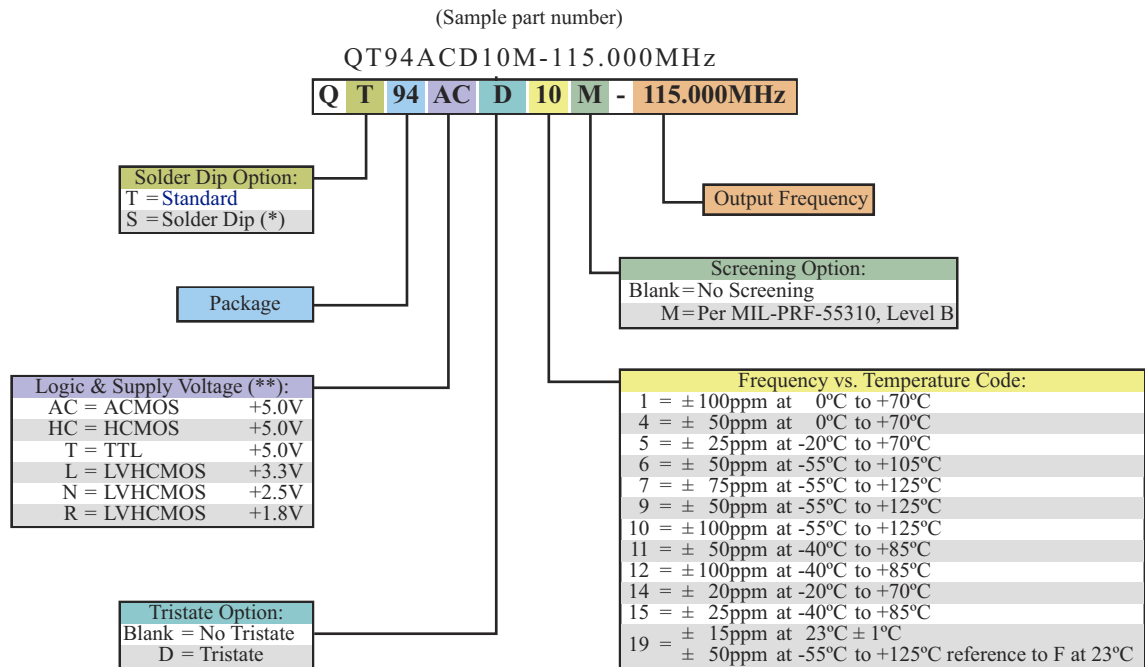 (Sample part number)
QT94ACD10M-115.000MHz
Q T 94 AC D 10 M - 115.000MHz
Solder Dip Option:
T = Standard
S = Solder Dip (*)
Output Frequency
Package
Screening Option:
Blank = No Screening
M = Per MIL-PRF-55310, Level B
Logic & Supply Voltage (**):
AC = ACMOS +5.0V
HC = HCMOS +5.0V
T = TTL +5.0V
L = LVHCMOS +3.3V
N = LVHCMOS +2.5V
R = LVHCMOS +1.8V
Frequency vs. Temperature Code:
1 = ± 100ppm at 0ºC to +70ºC
4 = ± 50ppm at 0ºC to +70ºC
5 = ± 25ppm at -20ºC to +70ºC
6 = ± 50ppm at -55ºC to +105ºC
7 = ± 75ppm at -55ºC to +125ºC
9 = ± 50ppm at -55ºC to +125ºC
10 = ± 100ppm at -55ºC to +125ºC
11 = ± 50ppm at -40ºC to +85ºC
12 = ± 100ppm at -40ºC to +85ºC
14 = ± 20ppm at -20ºC to +70ºC
15 = ± 25ppm at -40ºC to +85ºC
19 = ± 15ppm at 23ºC ± 1ºC
± 50ppm at -55ºC to +125ºC reference to F at 23ºC
Tristate Option:
Blank = No Tristate
D = Tristate